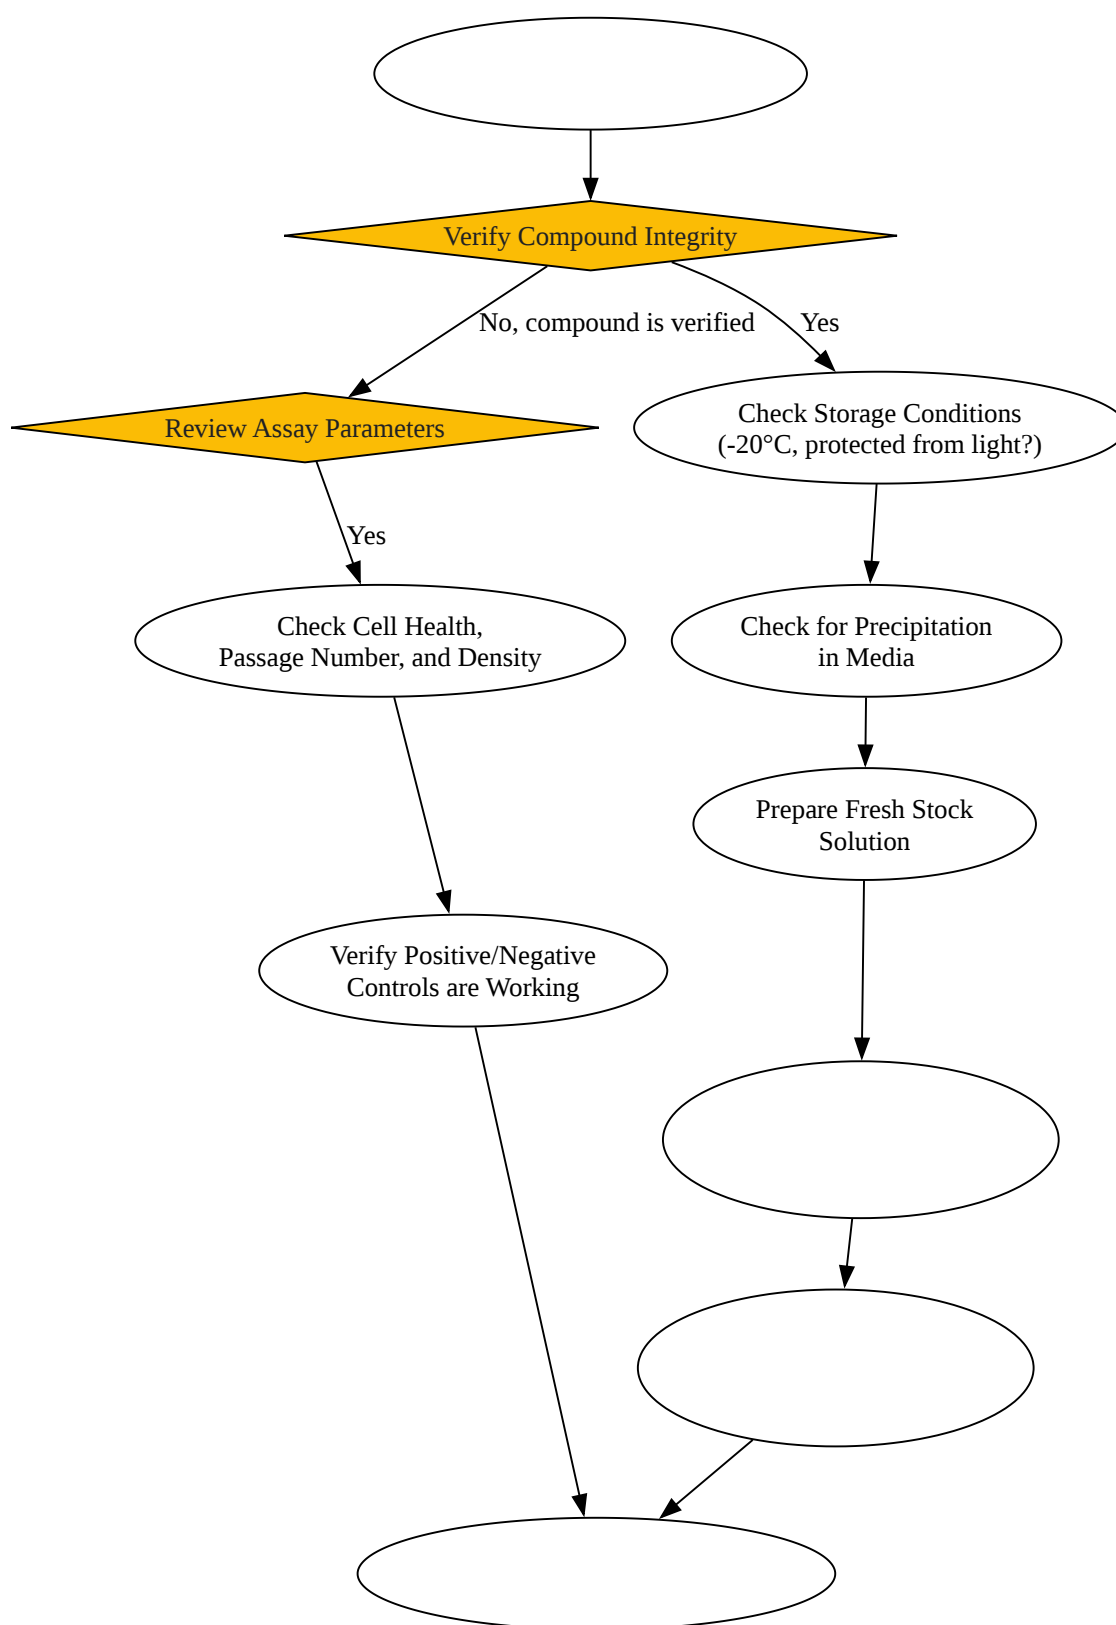 Verify Compound Integrity
No, compound is verified
Yes
Review Assay Parameters
Check Storage Conditions
(-20°C, protected from light?)
Yes
Check Cell Health,
Passage Number, and Density
Check for Precipitation
in Media
Prepare Fresh Stock
Solution
Verify Positive/Negative
Controls are Working